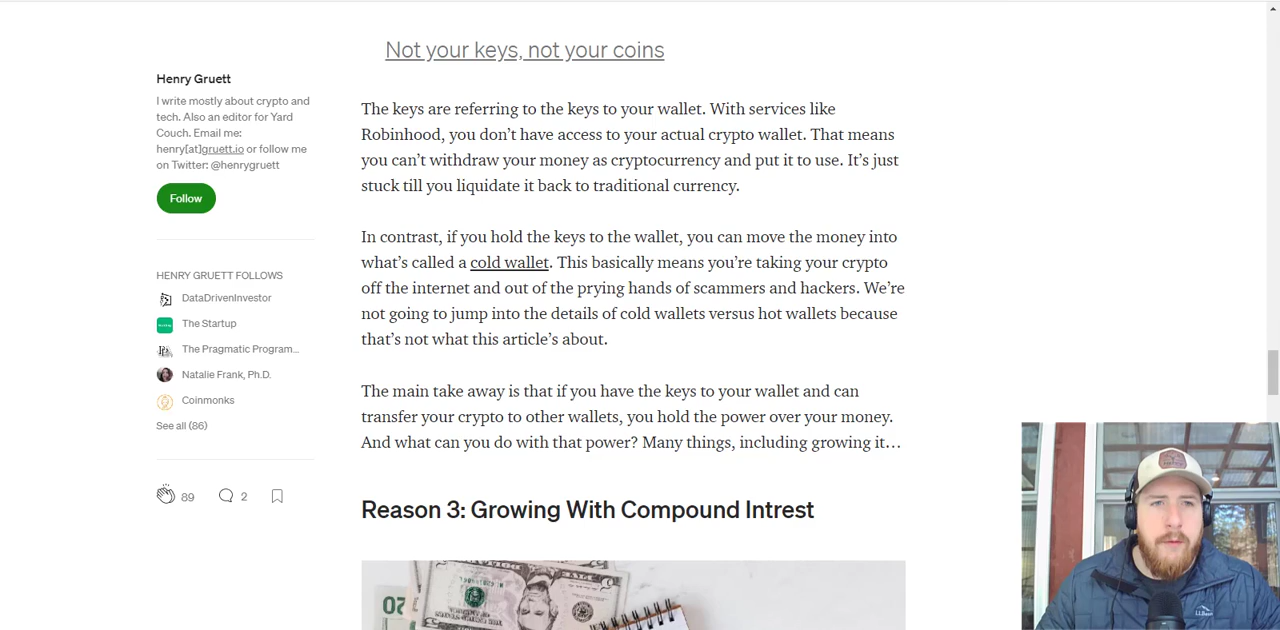 Not your keys, not your coins
Henry Gruett
I write mostly about crypto and
tech. Also an editor for Yard
Couch. Email me:
henry[at]gruett.io or follow me
on Twitter: @henrygruett
Follow
HENRY GRUETT FOLLOWS
DataDrivenInvestor
The Startup
The Pragmatic Program...
Natalie Frank, Ph.D.
Coinmonks
See all (86)
89
2
The keys are referring to the keys to your wallet. With services like
Robinhood, you don’t have access to your actual crypto wallet. That means
you can’t withdraw your money as cryptocurrency and put it to use. It’s just
stuck till you liquidate it back to traditional currency.
In contrast, if you hold the keys to the wallet, you can move the money into
what’s called a cold wallet. This basically means you’re taking your crypto
off the internet and out of the prying hands of scammers and hackers. We’re
not going to jump into the details of cold wallets versus hot wallets because
that’s not what this article’s about.
The main take away is that if you have the keys to your wallet and can
transfer your crypto to other wallets, you hold the power over your money.
And what can you do with that power? Many things, including growing it…
Reason 3: Growing With Compound Intrest
20
L.L.Bean